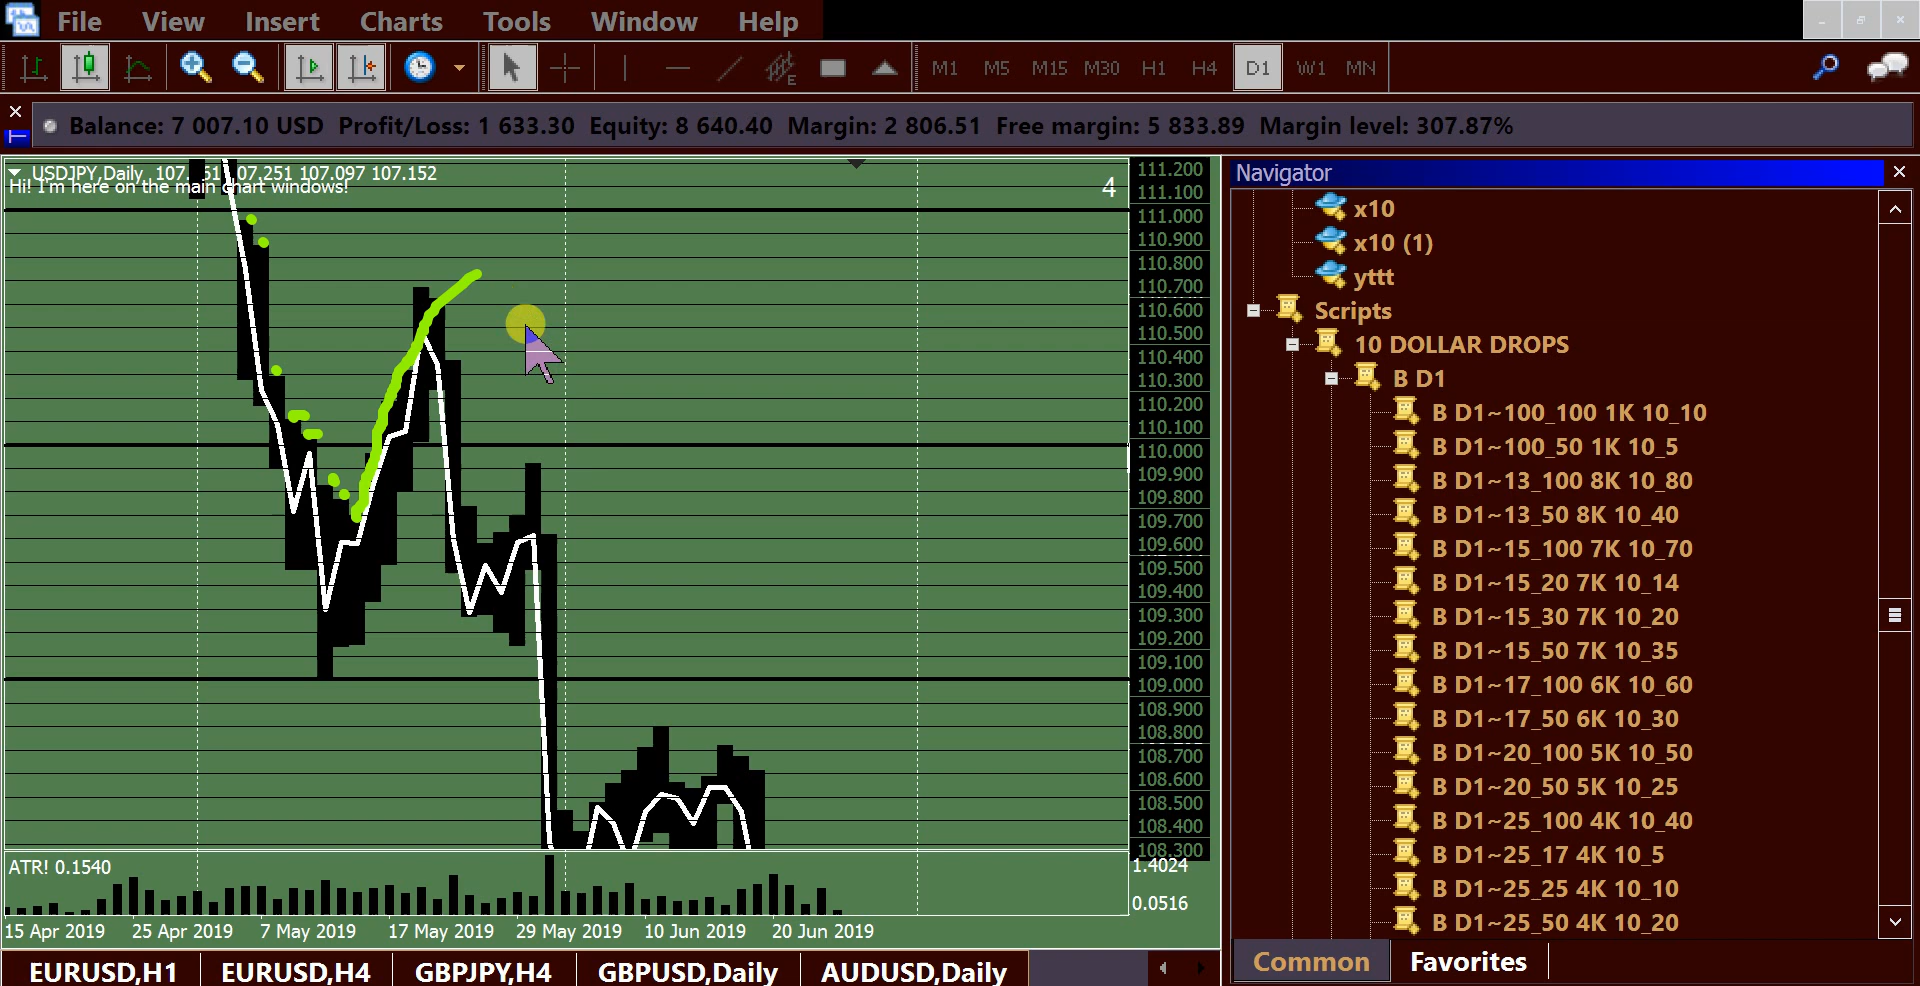 File View Insert Charts Tools Window Help
M1 M5 M15 M30 H1 H4 D1 W1 MN
Balance: 7 007.10 USD Profit/Loss: 1 633.30 Equity: 8 640.40 Margin: 2 806.51 Free margin: 5 833.89 Margin level: 307.87%
USDJPY,Daily 107.251 107.097 107.152
Hi! I'm here on the main chart windows!
4
111.200
111.100
111.000
110.900
110.800
110.700
110.600
110.500
110.400
110.300
110.200
110.100
110.000
109.900
109.800
109.700
109.600
109.500
109.400
109.300
109.200
109.100
109.000
108.900
108.800
108.700
108.600
108.500
108.400
108.300
ATR! 0.1540
1.4024
0.0516
15 Apr 2019 25 Apr 2019 7 May 2019 17 May 2019 29 May 2019 10 Jun 2019 20 Jun 2019
EURUSD,H1 EURUSD,H4 GBPJPY,H4 GBPUSD,Daily AUDUSD,Daily
Navigator
x10
x10 (1)
yttt
Scripts
10 DOLLAR DROPS
B D1
B D1~100_100 1K 10_10
B D1~100_50 1K 10_5
B D1~13_100 8K 10_80
B D1~13_50 8K 10_40
B D1~15_100 7K 10_70
B D1~15_20 7K 10_14
B D1~15_30 7K 10_20
B D1~15_50 7K 10_35
B D1~17_100 6K 10_60
B D1~17_50 6K 10_30
B D1~20_100 5K 10_50
B D1~20_50 5K 10_25
B D1~25_100 4K 10_40
B D1~25_17 4K 10_5
B D1~25_25 4K 10_10
B D1~25_50 4K 10_20
Common Favorites